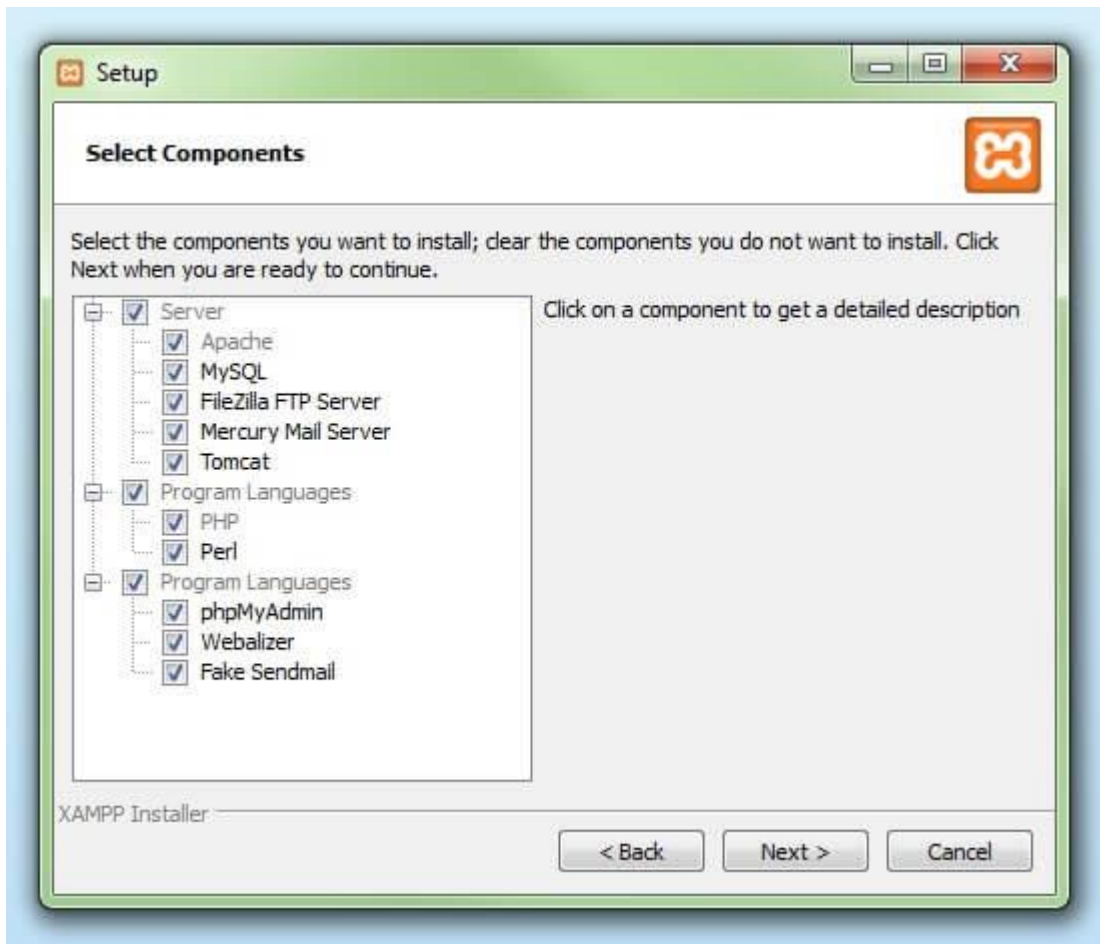 Setup
Select Components
Select the components you want to install; clear the components you do not want to install. Click
Next when you are ready to continue.
Server
Apache
MySQL
FileZilla FTP Server
Mercury Mail Server
Tomcat
Program Languages
PHP
Perl
Program Languages
phpMyAdmin
Webalizer
Fake Sendmail
Click on a component to get a detailed description
XAMPP Installer
< Back
Next >
Cancel